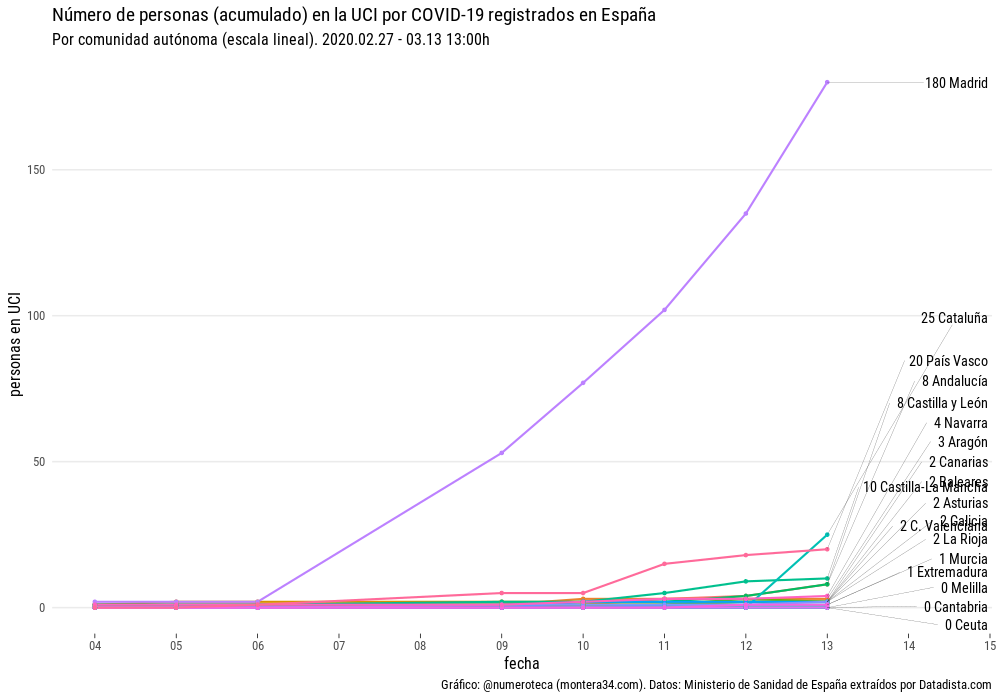 Número de personas (acumulado) en la UCI por COVID-19 registrados en España
Por comunidad autónoma (escala lineal). 2020.02.27 - 03.13 13:00h
personas en UCI
150
100
50
0
180 Madrid
25 Cataluña
20 País Vasco
8 Andalucía
8 Castilla y León
4 Navarra
3 Aragón
2 Canarias
2 Baleares
10 Castilla-La Mancha
2 Asturias
2 Galicia
2 C. Valenciana
2 La Rioja
1 Murcia
1 Extremadura
0 Melilla
0 Cantabria
0 Ceuta
04 05 06 07 08 09 10 11 12 13 14 15
fecha
Gráfico: @numeroteca (montera34.com). Datos: Ministerio de Sanidad de España extraídos por Datadista.com